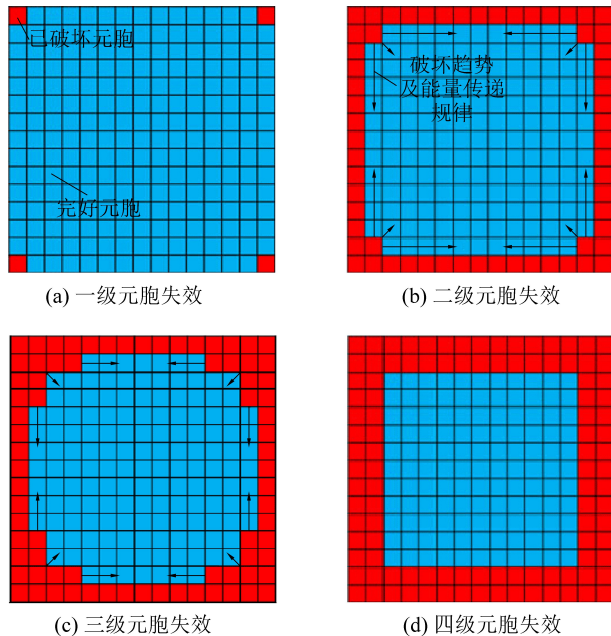 已破坏元胞
完好元胞
(a) 一级元胞失效
破坏趋势
及能量传递
规律
(b) 二级元胞失效
(c) 三级元胞失效
(d) 四级元胞失效